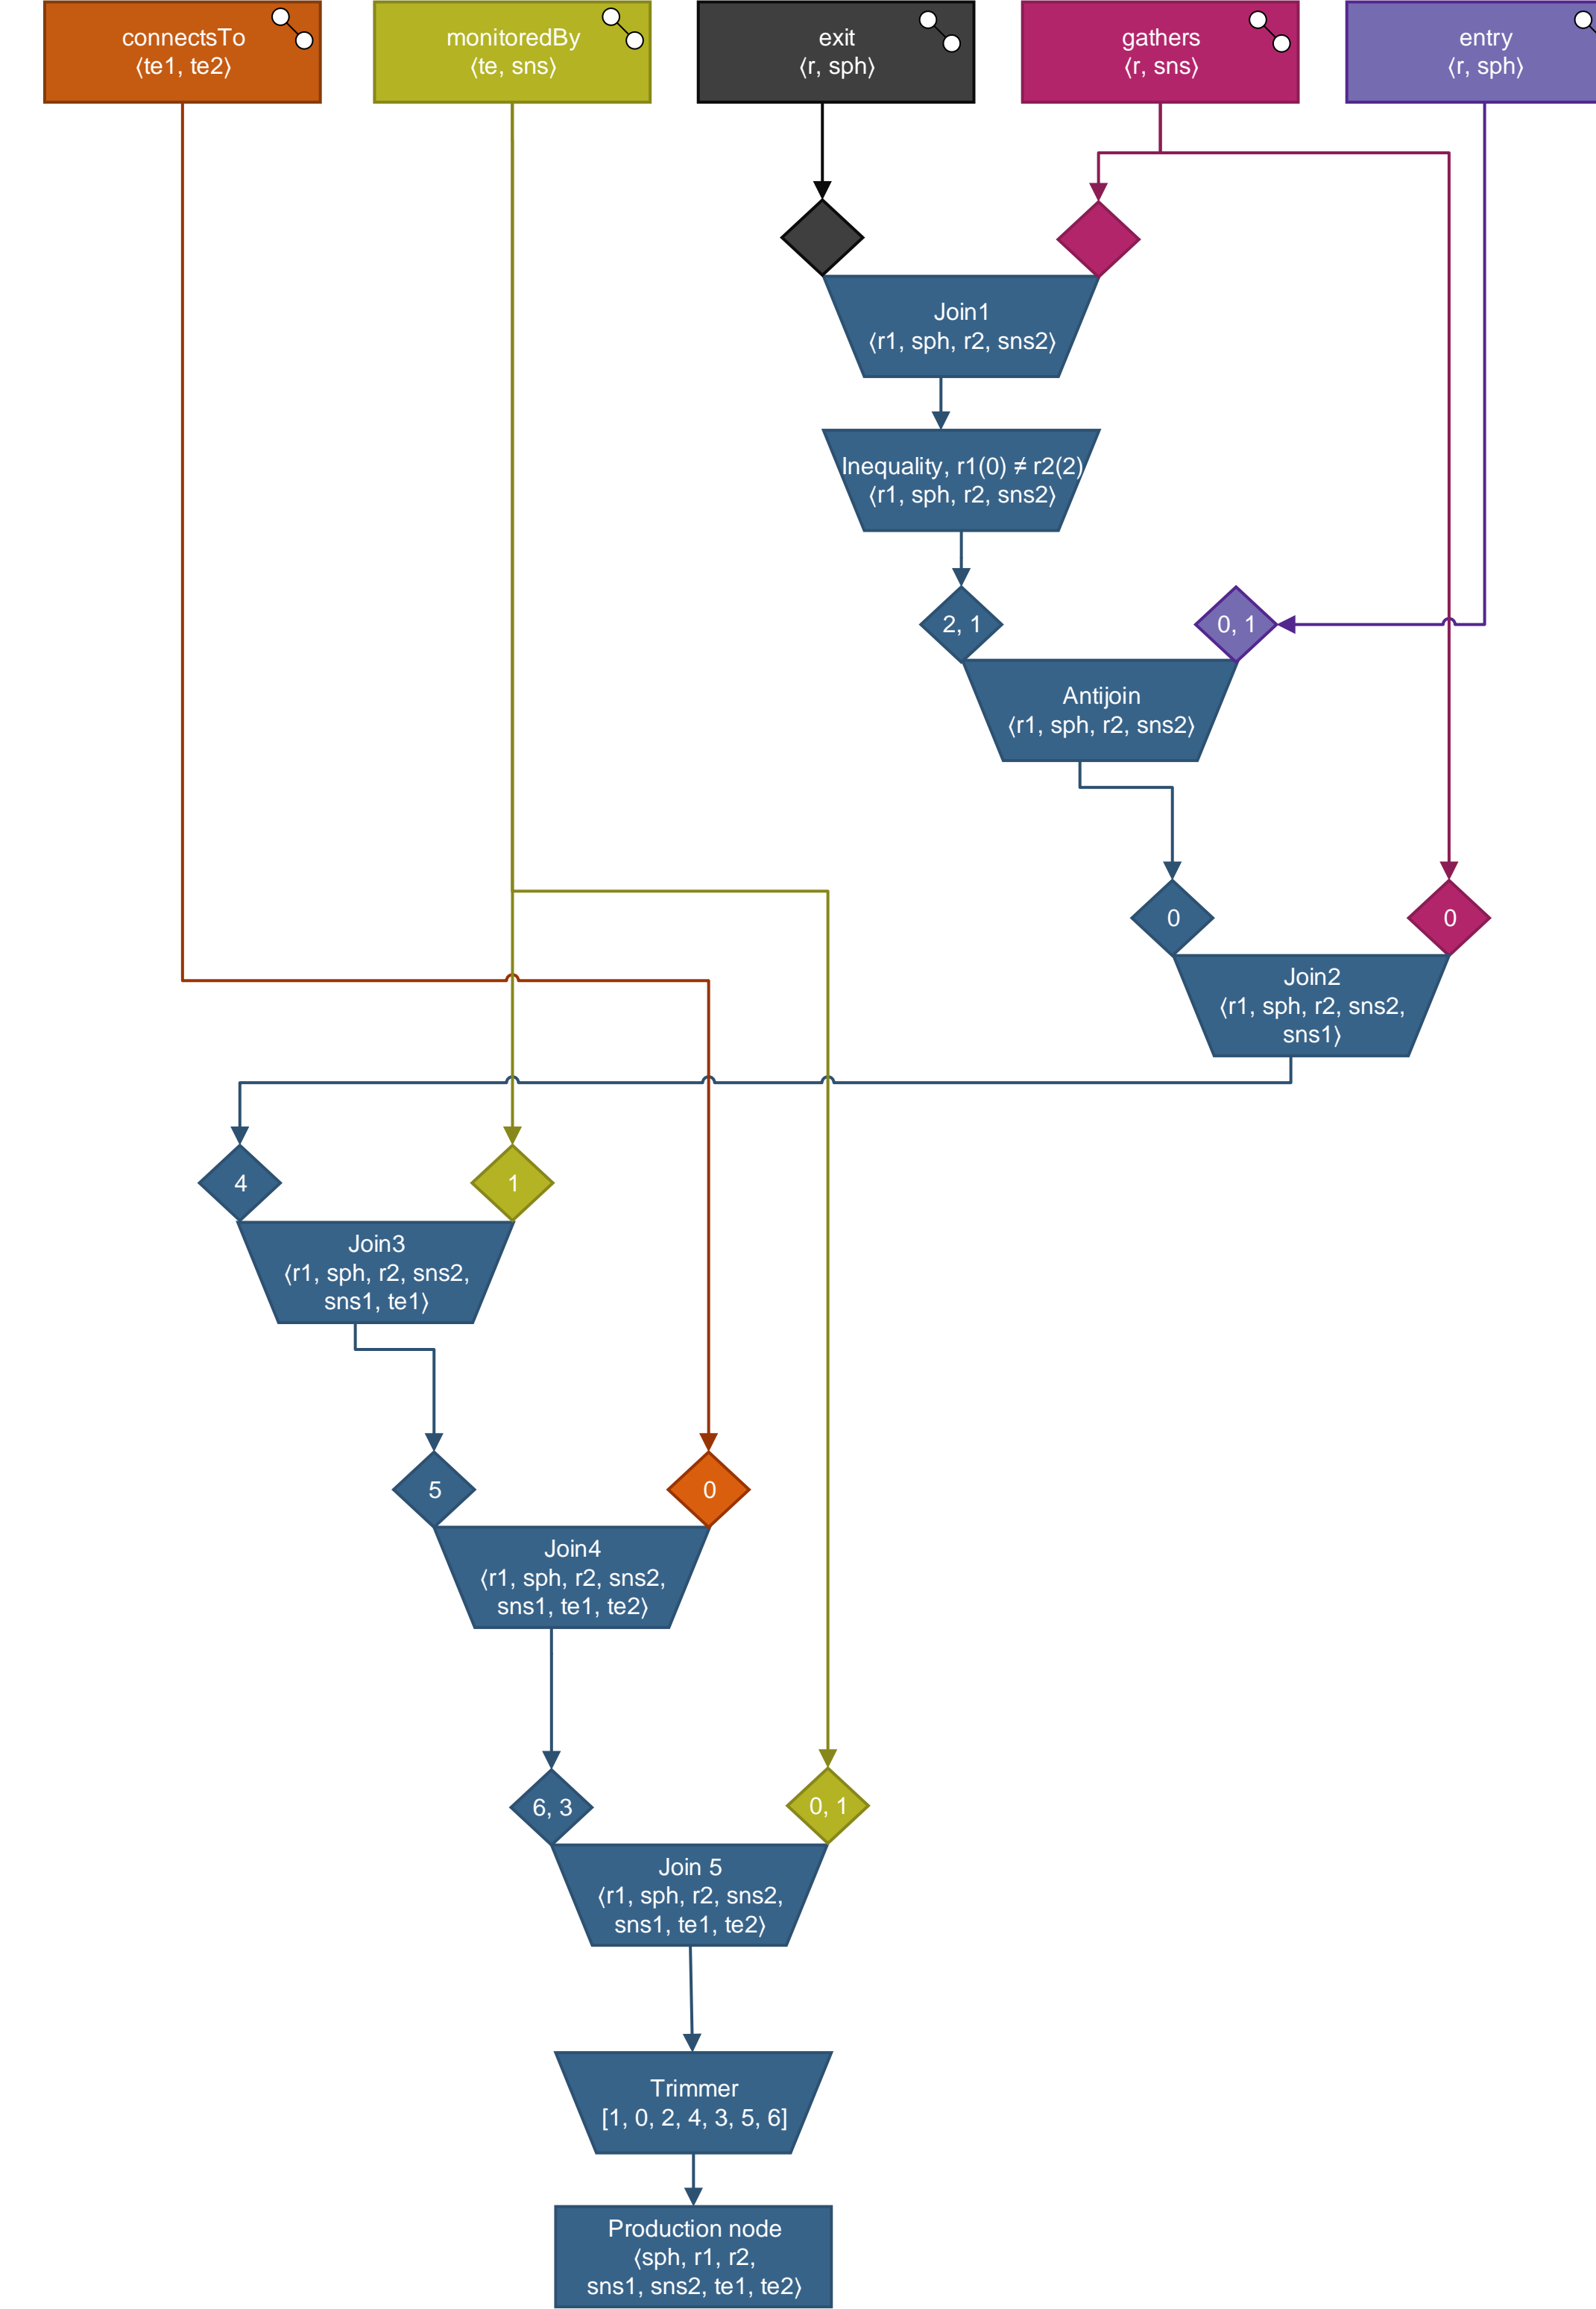 connectsTo
⟨te1, te2⟩
monitoredBy
⟨te, sns⟩
exit
⟨r, sph⟩
gathers
⟨r, sns⟩
entry
⟨r, sph⟩
Join1
⟨r1, sph, r2, sns2⟩
Inequality, r1(0) ≠ r2(2)
⟨r1, sph, r2, sns2⟩
2, 1
0, 1
Antijoin
⟨r1, sph, r2, sns2⟩
0
0
Join2
⟨r1, sph, r2, sns2,
sns1⟩
4
1
Join3
⟨r1, sph, r2, sns2,
sns1, te1⟩
5
0
Join4
⟨r1, sph, r2, sns2,
sns1, te1, te2⟩
6, 3
0, 1
Join 5
⟨r1, sph, r2, sns2,
sns1, te1, te2⟩
Trimmer
[1, 0, 2, 4, 3, 5, 6]
Production node
⟨sph, r1, r2,
sns1, sns2, te1, te2⟩